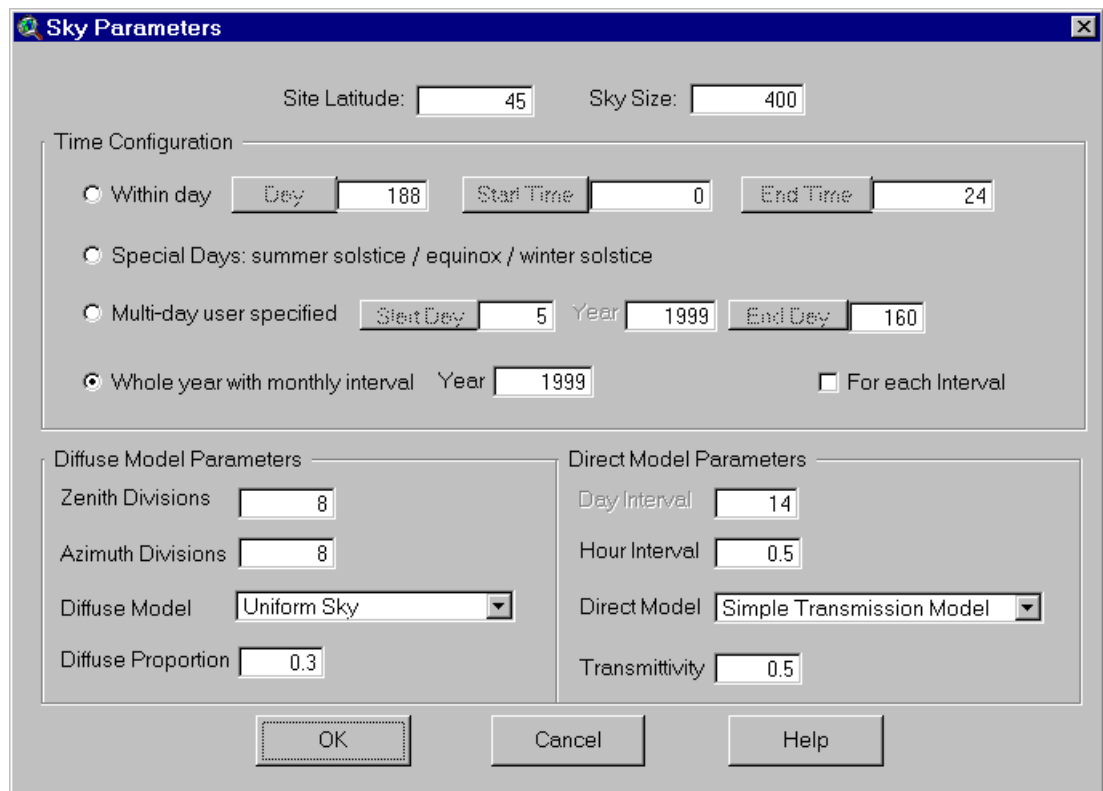 Sky Parameters
Site Latitude: 45 Sky Size: 400
Time Configuration
Within day Day 188 Start Time 0 End Time 24
Special Days: summer solstice / equinox / winter solstice
Multi-day user specified Start Day 5 Year 1999 End Day 160
Whole year with monthly interval Year 1999 For each Interval
Diffuse Model Parameters Direct Model Parameters
Zenith Divisions 8 Day Interval 14
Azimuth Divisions 8 Hour Interval 0.5
Diffuse Model Uniform Sky Direct Model Simple Transmission Model
Diffuse Proportion 0.3 Transmittivity 0.5
OK Cancel Help